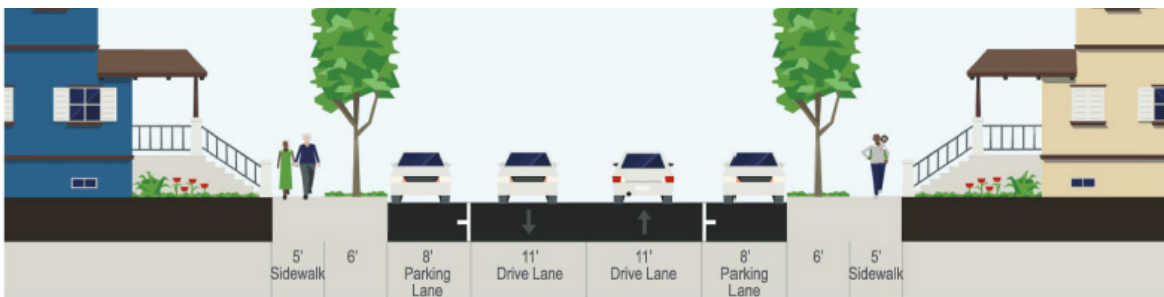 5'
Sidewalk
6'
8'
Parking
Lane
11'
Drive Lane
11'
Drive Lane
8'
Parking
Lane
6'
5'
Sidewalk